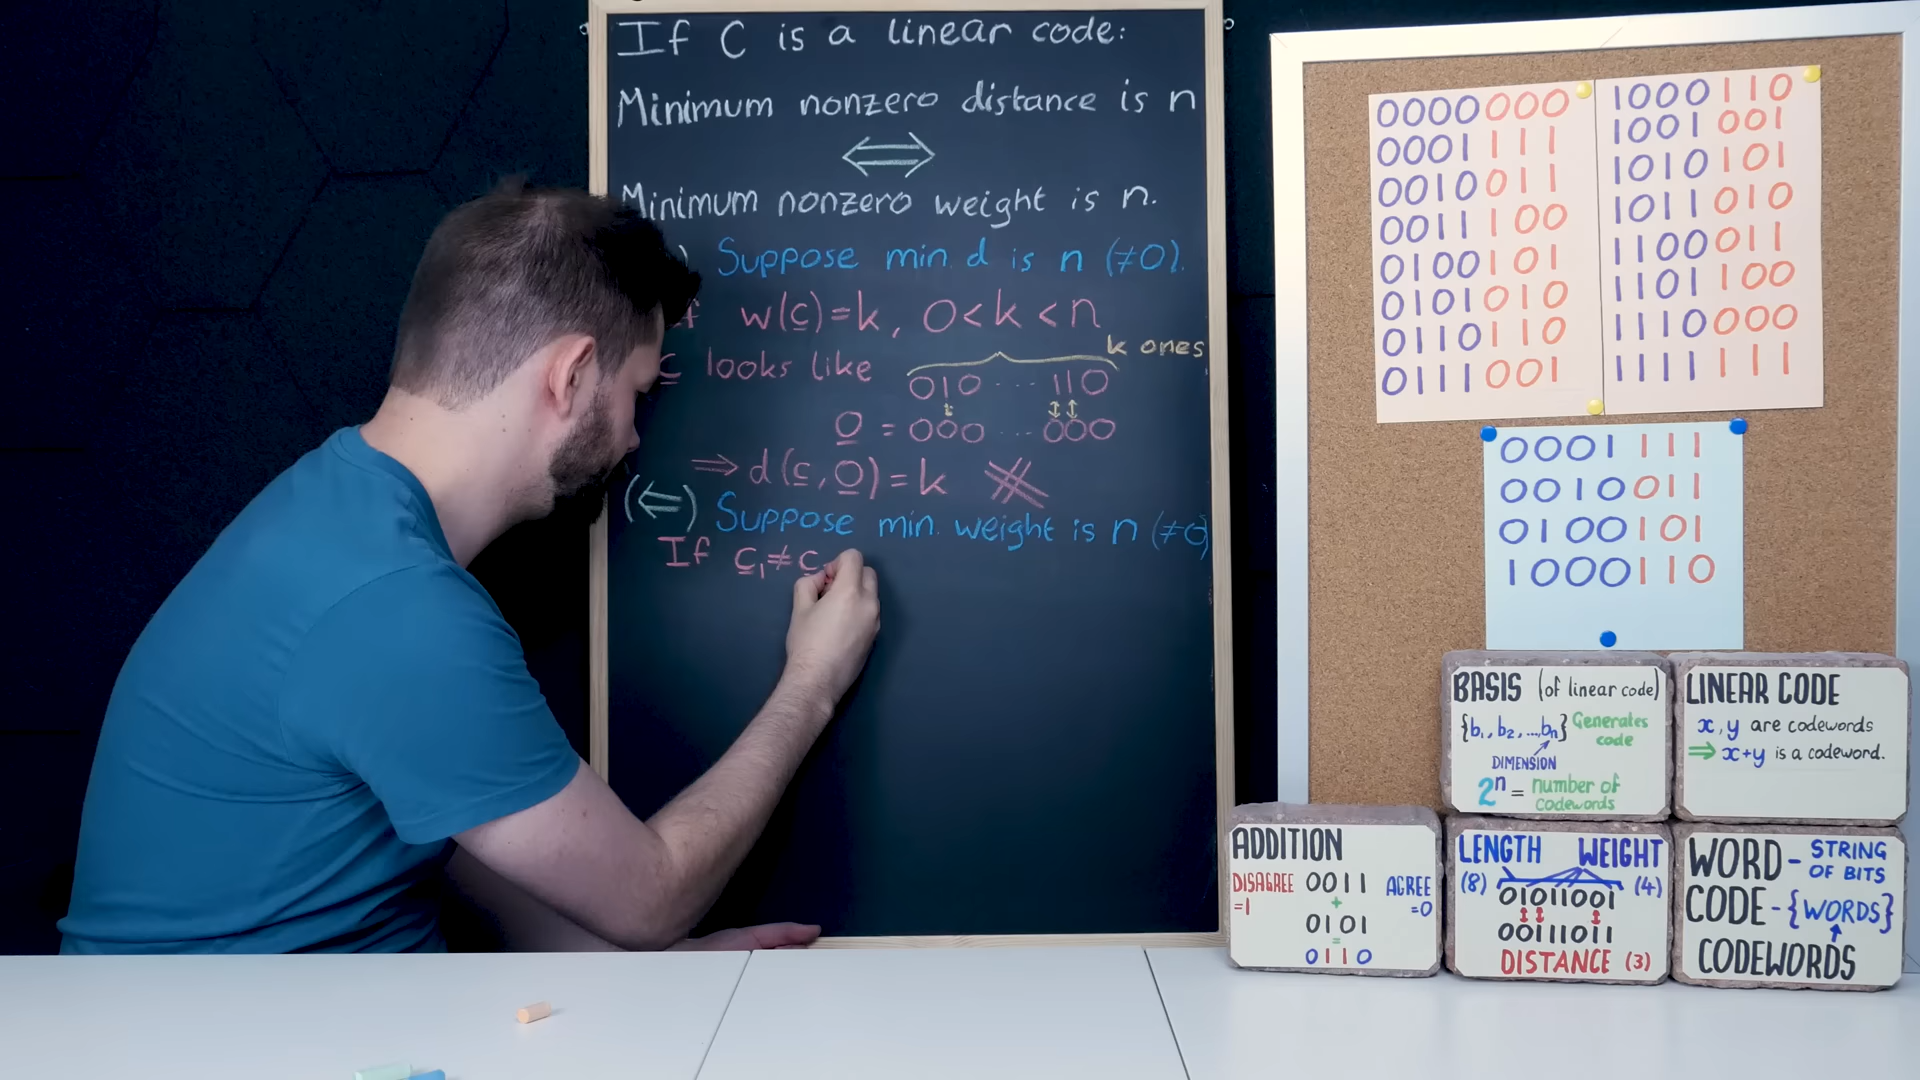 If C is a linear code:
Minimum nonzero distance is n
⟺
Minimum nonzero weight is n.
) Suppose min. d is n (≠0).
w(c)=k, 0<k<n
c looks like 010 ... 110
k ones
0 = 000 ... 000
⇒ d(c,0)=k
(⇐) Suppose min. weight is n (≠0)
If c₁≠c
0000000
0001111
0010011
0011100
0100101
0101010
0110110
0111001
1000110
1001001
1010101
1011010
1100011
1101100
1110000
1111111
0001111
0010011
0100101
1000110
BASIS (of linear code)
{b₁, b₂, ..., bₙ} Generates code
DIMENSION
2ⁿ = number of codewords
LINEAR CODE
x, y are codewords
⇒ x+y is a codeword.
ADDITION
DISAGREE =1
0011
+
0101
=
0110
AGREE =0
LENGTH WEIGHT
(8) 01011001 (4)
00111011
DISTANCE (3)
WORD - STRING OF BITS
CODE - {WORDS}
CODEWORDS